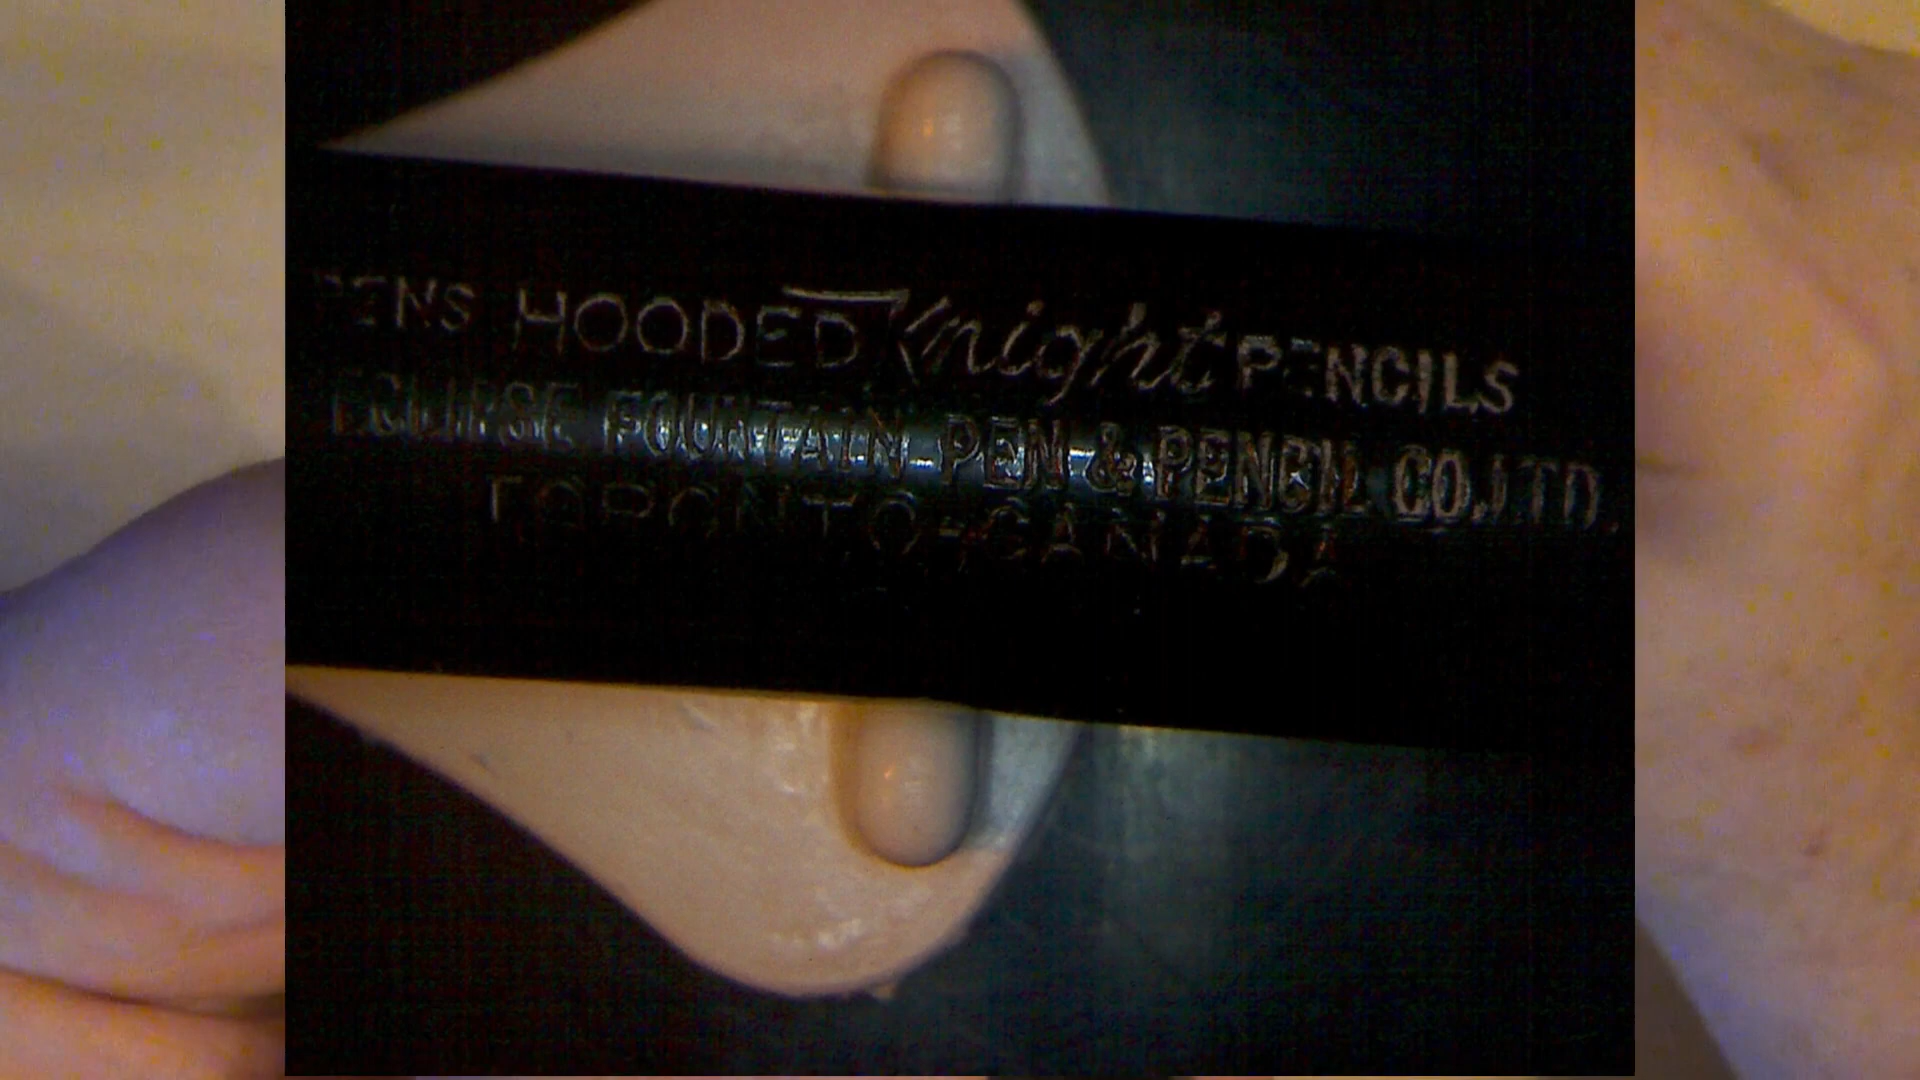 PENS HOODED Knight PENCILS
ECLIPSE FOUNTAIN PEN & PENCIL CO. LTD.
TORONTO-CANADA